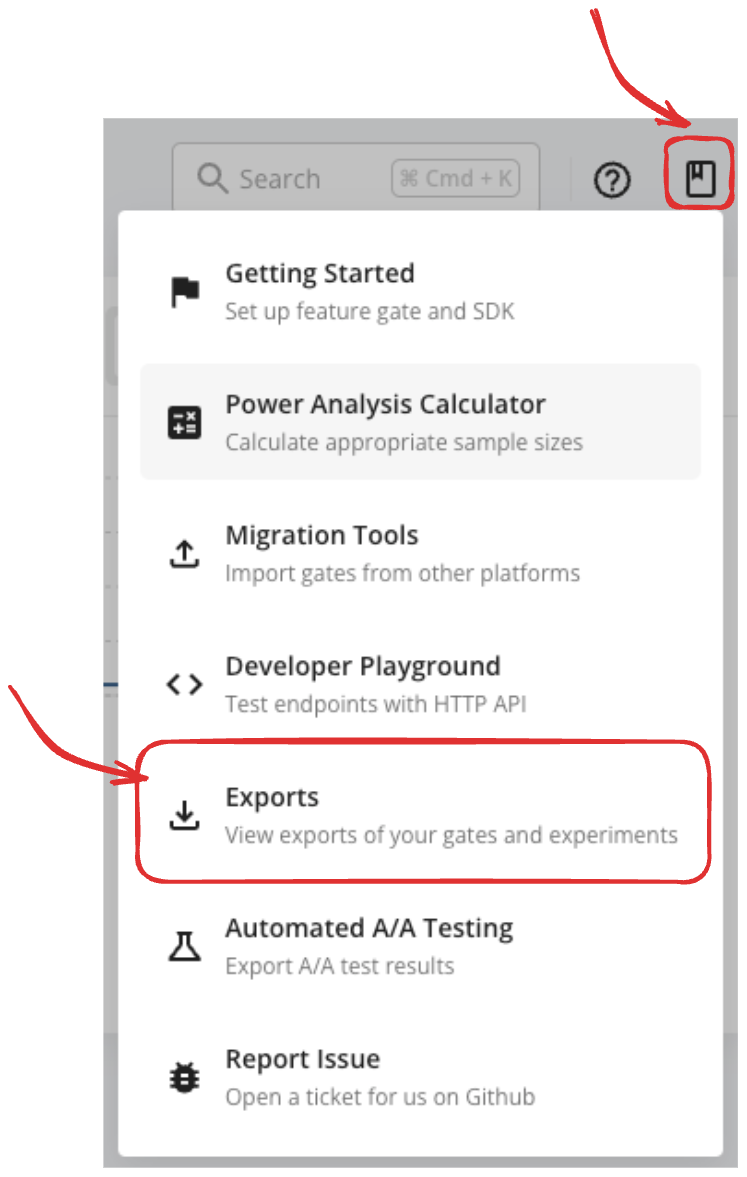 Search
⌘ Cmd + K
Getting Started
Set up feature gate and SDK
Power Analysis Calculator
Calculate appropriate sample sizes
Migration Tools
Import gates from other platforms
Developer Playground
Test endpoints with HTTP API
Exports
View exports of your gates and experiments
Automated A/A Testing
Export A/A test results
Report Issue
Open a ticket for us on Github